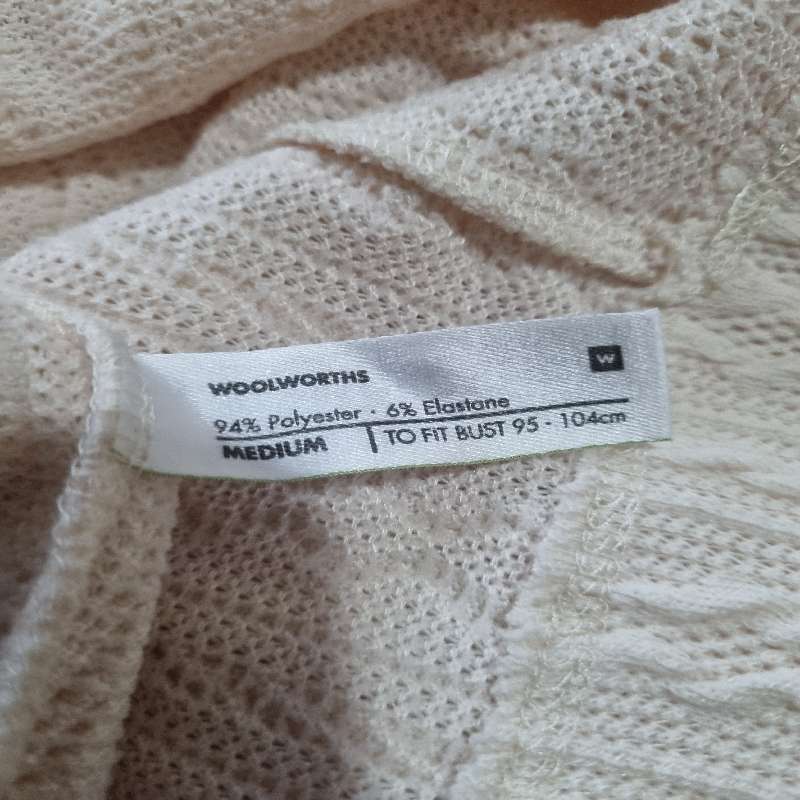 WOOLWORTHS
W
94% Polyester · 6% Elastane
MEDIUM | TO FIT BUST 95 - 104cm